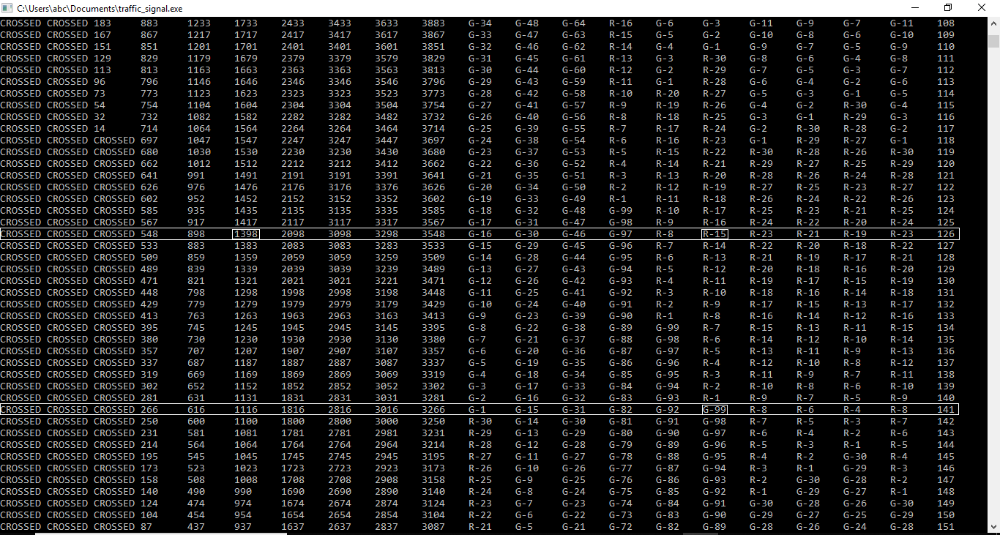 C:\Users\abc\Documents\traffic_signal.exe
CROSSED CROSSED 183 883 1233 1733 2433 3433 3633 3883 G-34 G-48 G-64 R-16 G-6 G-3 G-11 G-9 G-7 G-11 108
CROSSED CROSSED 167 867 1217 1717 2417 3417 3617 3867 G-33 G-47 G-63 R-15 G-5 G-2 G-10 G-8 G-6 G-10 109
CROSSED CROSSED 151 851 1201 1701 2401 3401 3601 3851 G-32 G-46 G-62 R-14 G-4 G-1 G-9 G-7 G-5 G-9 110
CROSSED CROSSED 129 829 1179 1679 2379 3379 3579 3829 G-31 G-45 G-61 R-13 G-3 R-30 G-8 G-6 G-4 G-8 111
CROSSED CROSSED 113 813 1163 1663 2363 3363 3563 3813 G-30 G-44 G-60 R-12 G-2 R-29 G-7 G-5 G-3 G-7 112
CROSSED CROSSED 96 796 1146 1646 2346 3346 3546 3796 G-29 G-43 G-59 R-11 G-1 R-28 G-6 G-4 G-2 G-6 113
CROSSED CROSSED 73 773 1123 1623 2323 3323 3523 3773 G-28 G-42 G-58 R-10 R-20 R-27 G-5 G-3 G-1 G-5 114
CROSSED CROSSED 54 754 1104 1604 2304 3304 3504 3754 G-27 G-41 G-57 R-9 R-19 R-26 G-4 G-2 R-30 G-4 115
CROSSED CROSSED 32 732 1082 1582 2282 3282 3482 3732 G-26 G-40 G-56 R-8 R-18 R-25 G-3 G-1 R-29 G-3 116
CROSSED CROSSED 14 714 1064 1564 2264 3264 3464 3714 G-25 G-39 G-55 R-7 R-17 R-24 G-2 R-30 R-28 G-2 117
CROSSED CROSSED CROSSED 697 1047 1547 2247 3247 3447 3697 G-24 G-38 G-54 R-6 R-16 R-23 G-1 R-29 R-27 G-1 118
CROSSED CROSSED CROSSED 680 1030 1530 2230 3230 3430 3680 G-23 G-37 G-53 R-5 R-15 R-22 R-30 R-28 R-26 R-30 119
CROSSED CROSSED CROSSED 662 1012 1512 2212 3212 3412 3662 G-22 G-36 G-52 R-4 R-14 R-21 R-29 R-27 R-25 R-29 120
CROSSED CROSSED CROSSED 641 991 1491 2191 3191 3391 3641 G-21 G-35 G-51 R-3 R-13 R-20 R-28 R-26 R-24 R-28 121
CROSSED CROSSED CROSSED 626 976 1476 2176 3176 3376 3626 G-20 G-34 G-50 R-2 R-12 R-19 R-27 R-25 R-23 R-27 122
CROSSED CROSSED CROSSED 602 952 1452 2152 3152 3352 3602 G-19 G-33 G-49 R-1 R-11 R-18 R-26 R-24 R-22 R-26 123
CROSSED CROSSED CROSSED 585 935 1435 2135 3135 3335 3585 G-18 G-32 G-48 G-99 R-10 R-17 R-25 R-23 R-21 R-25 124
CROSSED CROSSED CROSSED 567 917 1417 2117 3117 3317 3567 G-17 G-31 G-47 G-98 R-9 R-16 R-24 R-22 R-20 R-24 125
CROSSED CROSSED CROSSED 548 898 1398 2098 3098 3298 3548 G-16 G-30 G-46 G-97 R-8 R-15 R-23 R-21 R-19 R-23 126
CROSSED CROSSED CROSSED 533 883 1383 2083 3083 3283 3533 G-15 G-29 G-45 G-96 R-7 R-14 R-22 R-20 R-18 R-22 127
CROSSED CROSSED CROSSED 509 859 1359 2059 3059 3259 3509 G-14 G-28 G-44 G-95 R-6 R-13 R-21 R-19 R-17 R-21 128
CROSSED CROSSED CROSSED 489 839 1339 2039 3039 3239 3489 G-13 G-27 G-43 G-94 R-5 R-12 R-20 R-18 R-16 R-20 129
CROSSED CROSSED CROSSED 471 821 1321 2021 3021 3221 3471 G-12 G-26 G-42 G-93 R-4 R-11 R-19 R-17 R-15 R-19 130
CROSSED CROSSED CROSSED 448 798 1298 1998 2998 3198 3448 G-11 G-25 G-41 G-92 R-3 R-10 R-18 R-16 R-14 R-18 131
CROSSED CROSSED CROSSED 429 779 1279 1979 2979 3179 3429 G-10 G-24 G-40 G-91 R-2 R-9 R-17 R-15 R-13 R-17 132
CROSSED CROSSED CROSSED 413 763 1263 1963 2963 3163 3413 G-9 G-23 G-39 G-90 R-1 R-8 R-16 R-14 R-12 R-16 133
CROSSED CROSSED CROSSED 395 745 1245 1945 2945 3145 3395 G-8 G-22 G-38 G-89 G-99 R-7 R-15 R-13 R-11 R-15 134
CROSSED CROSSED CROSSED 380 730 1230 1930 2930 3130 3380 G-7 G-21 G-37 G-88 G-98 R-6 R-14 R-12 R-10 R-14 135
CROSSED CROSSED CROSSED 357 707 1207 1907 2907 3107 3357 G-6 G-20 G-36 G-87 G-97 R-5 R-13 R-11 R-9 R-13 136
CROSSED CROSSED CROSSED 337 687 1187 1887 2887 3087 3337 G-5 G-19 G-35 G-86 G-96 R-4 R-12 R-10 R-8 R-12 137
CROSSED CROSSED CROSSED 319 669 1169 1869 2869 3069 3319 G-4 G-18 G-34 G-85 G-95 R-3 R-11 R-9 R-7 R-11 138
CROSSED CROSSED CROSSED 302 652 1152 1852 2852 3052 3302 G-3 G-17 G-33 G-84 G-94 R-2 R-10 R-8 R-6 R-10 139
CROSSED CROSSED CROSSED 281 631 1131 1831 2831 3031 3281 G-2 G-16 G-32 G-83 G-93 R-1 R-9 R-7 R-5 R-9 140
CROSSED CROSSED CROSSED 266 616 1116 1816 2816 3016 3266 G-1 G-15 G-31 G-82 G-92 G-99 R-8 R-6 R-4 R-8 141
CROSSED CROSSED CROSSED 250 600 1100 1800 2800 3000 3250 R-30 G-14 G-30 G-81 G-91 G-98 R-7 R-5 R-3 R-7 142
CROSSED CROSSED CROSSED 231 581 1081 1781 2781 2981 3231 R-29 G-13 G-29 G-80 G-90 G-97 R-6 R-4 R-2 R-6 143
CROSSED CROSSED CROSSED 214 564 1064 1764 2764 2964 3214 R-28 G-12 G-28 G-79 G-89 G-96 R-5 R-3 R-1 R-5 144
CROSSED CROSSED CROSSED 195 545 1045 1745 2745 2945 3195 R-27 G-11 G-27 G-78 G-88 G-95 R-4 R-2 G-30 R-4 145
CROSSED CROSSED CROSSED 173 523 1023 1723 2723 2923 3173 R-26 G-10 G-26 G-77 G-87 G-94 R-3 R-1 G-29 R-3 146
CROSSED CROSSED CROSSED 158 508 1008 1708 2708 2908 3158 R-25 G-9 G-25 G-76 G-86 G-93 R-2 G-30 G-28 R-2 147
CROSSED CROSSED CROSSED 140 490 990 1690 2690 2890 3140 R-24 G-8 G-24 G-75 G-85 G-92 R-1 G-29 G-27 R-1 148
CROSSED CROSSED CROSSED 124 474 974 1674 2674 2874 3124 R-23 G-7 G-23 G-74 G-84 G-91 G-30 G-28 G-26 G-30 149
CROSSED CROSSED CROSSED 104 454 954 1654 2654 2854 3104 R-22 G-6 G-22 G-73 G-83 G-90 G-29 G-27 G-25 G-29 150
CROSSED CROSSED CROSSED 87 437 937 1637 2637 2837 3087 R-21 G-5 G-21 G-72 G-82 G-89 G-28 G-26 G-24 G-28 151